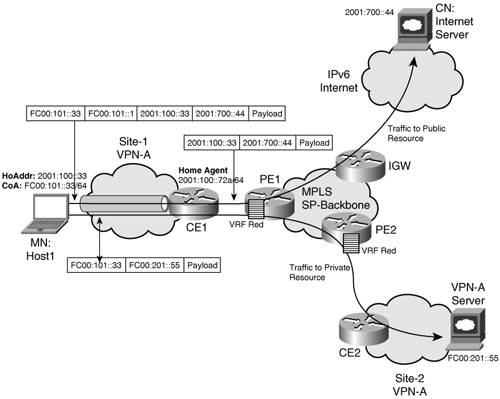 2001:700::44
CN:
Internet
Server
IPv6
Internet
FC00:101::33 FC00:101::1 2001:100::33 2001:700::44 Payload
Site-1
VPN-A
2001:100::33 2001:700::44 Payload
Traffic to Public
Resource
HoAddr: 2001:100::33
CoA: FC00:101::33/64
Home Agent
2001:100::72a/64
PE1
IGW
MPLS
SP-Backbone
MN:
Host1
CE1
VRF Red
PE2
VRF Red
FC00:101::33 FC00:201::55 Payload
Traffic to Private
Resource
VPN-A
Server
CE2
FC00:201::55
Site-2
VPN-A